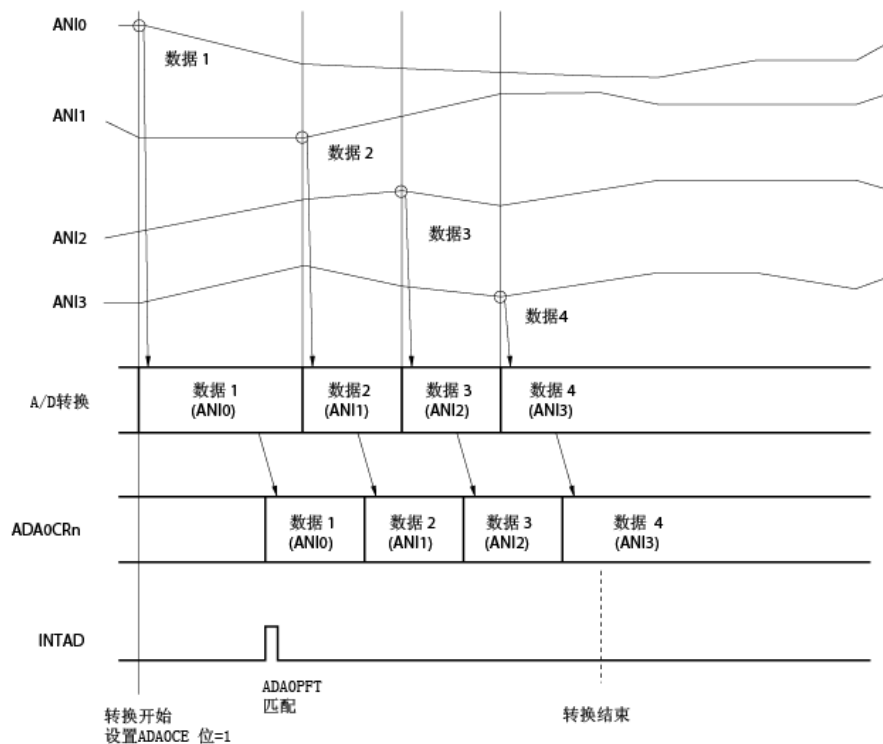 ANI0
数据 1
ANI1
数据 2
ANI2
数据3
ANI3
数据4
A/D转换
数据 1
(ANI0)
数据2
(ANI1)
数据 3
(ANI2)
数据 4
(ANI3)
ADA0CRn
数据 1
(ANI0)
数据 2
(ANI1)
数据 3
(ANI2)
数据 4
(ANI3)
INTAD
ADA0PFT
匹配
转换开始
设置ADA0CE 位=1
转换结束